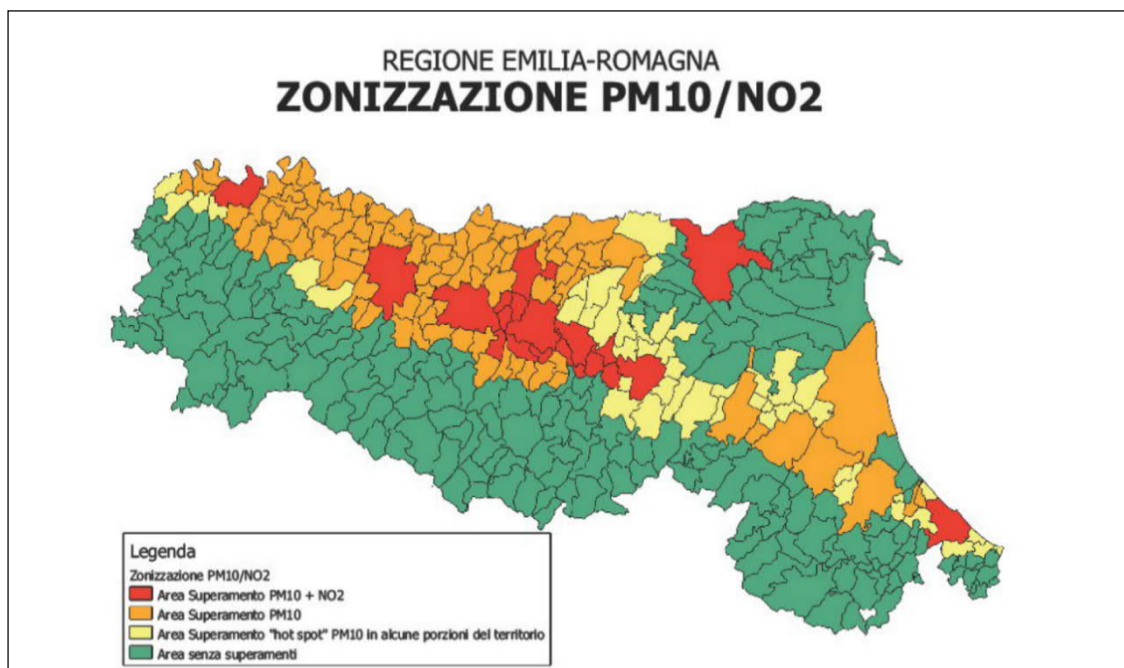 REGIONE EMILIA-ROMAGNA
ZONIZZAZIONE PM10/NO2
Legenda
Zonizzazione PM10/NO2
Area Superamento PM10 + NO2
Area Superamento PM10
Area Superamento "hot spot" PM10 in alcune porzioni del territorio
Area senza superamenti